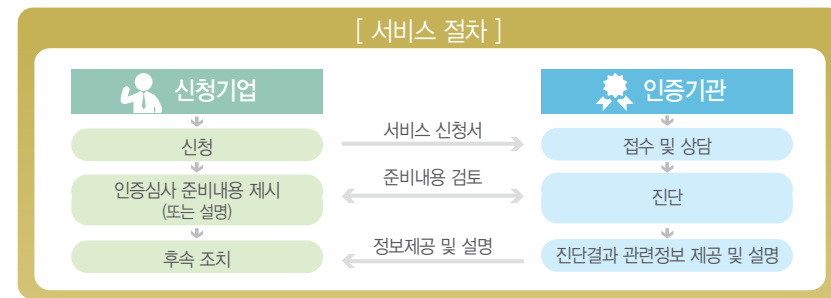 [ 서비스 절차 ]
신청기업
인증기관
신청
서비스 신청서
접수 및 상담
인증심사 준비내용 제시
(또는 설명)
준비내용 검토
진단
후속 조치
정보제공 및 설명
진단결과 관련정보 제공 및 설명